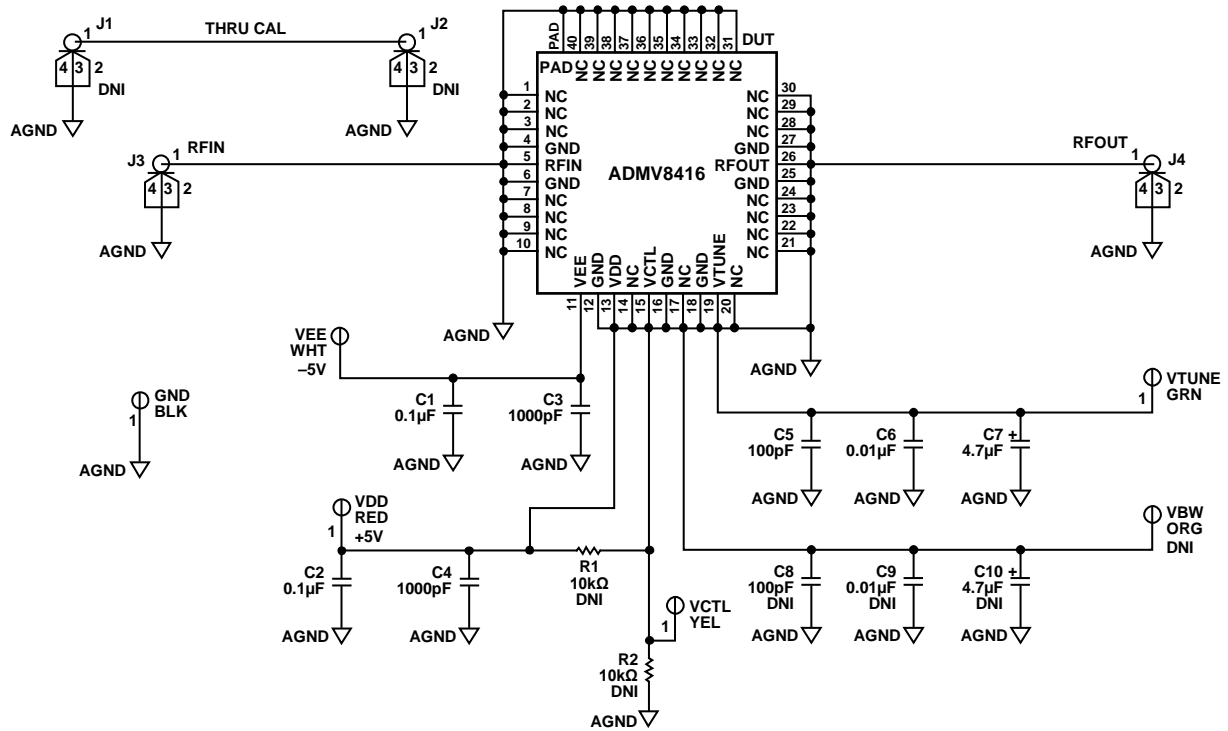 J1
1
THRU CAL
1
J2
4 3 2
DNI
AGND
4 3 2
DNI
AGND
J3
1
RFIN
4 3 2
AGND
PAD 40 39 38 37 36 35 34 33 32 31
DUT
PAD NC NC NC NC NC NC NC NC NC NC
1 NC
2 NC
3 NC
4 GND
5 RFIN
6 GND
7 NC
8 NC
9 NC
10 NC
ADMV8416
NC 30
NC 29
NC 28
GND 27
RFOUT 26
GND 25
NC 24
NC 23
NC 22
NC 21
VEE GND VDD NC VCTL GND NC GND VTUNE NC
11 12 13 14 15 16 17 18 19 20
RFOUT
1
J4
4 3 2
AGND
AGND
AGND
VEE
WHT
–5V
C1
0.1µF
AGND
C3
1000pF
AGND
GND
BLK
1
AGND
VTUNE
GRN
1
C5
100pF
AGND
C6
0.01µF
AGND
C7 +
4.7µF
AGND
VDD
RED
+5V
1
C2
0.1µF
AGND
C4
1000pF
AGND
R1
10kΩ
DNI
VBW
ORG
DNI
1
C8
100pF
DNI
AGND
C9
0.01µF
DNI
AGND
C10 +
4.7µF
DNI
AGND
VCTL
YEL
1
R2
10kΩ
DNI
AGND